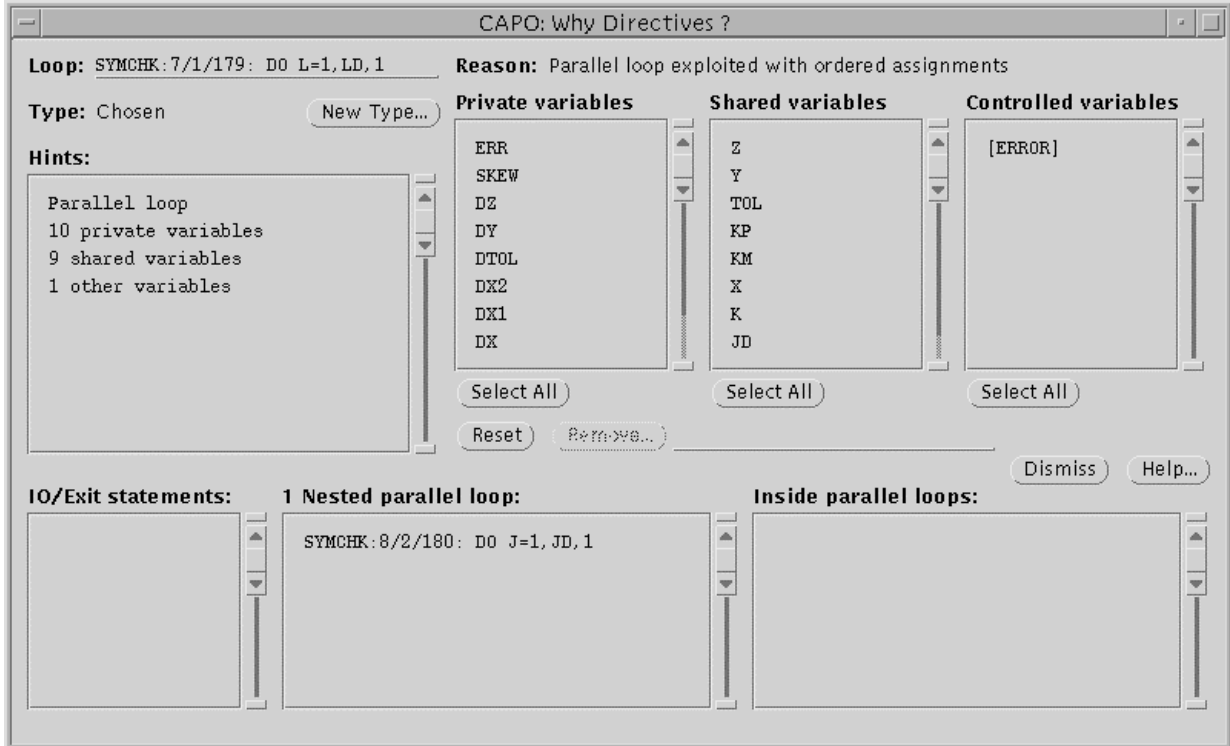 CAPO: Why Directives ?
Loop: SYMCHK:7/1/179: DO L=1,LD,1
Reason: Parallel loop exploited with ordered assignments
Type: Chosen
New Type...
Hints:
Parallel loop
10 private variables
9 shared variables
1 other variables
Private variables
ERR
SKEW
DZ
DY
DTOL
DX2
DX1
DX
Select All
Shared variables
Z
Y
TOL
KP
KM
X
K
JD
Select All
Controlled variables
[ERROR]
Select All
Reset
Remove...
Dismiss
Help...
IO/Exit statements:
1 Nested parallel loop:
SYMCHK:8/2/180: DO J=1,JD,1
Inside parallel loops: